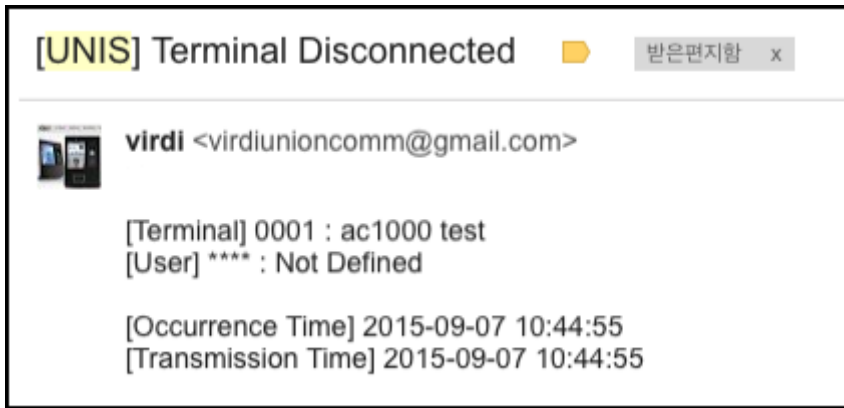 [UNIS] Terminal Disconnected 받은편지함 x
virdi <virdiunioncomm@gmail.com>
[Terminal] 0001 : ac1000 test
[User] **** : Not Defined
[Occurrence Time] 2015-09-07 10:44:55
[Transmission Time] 2015-09-07 10:44:55